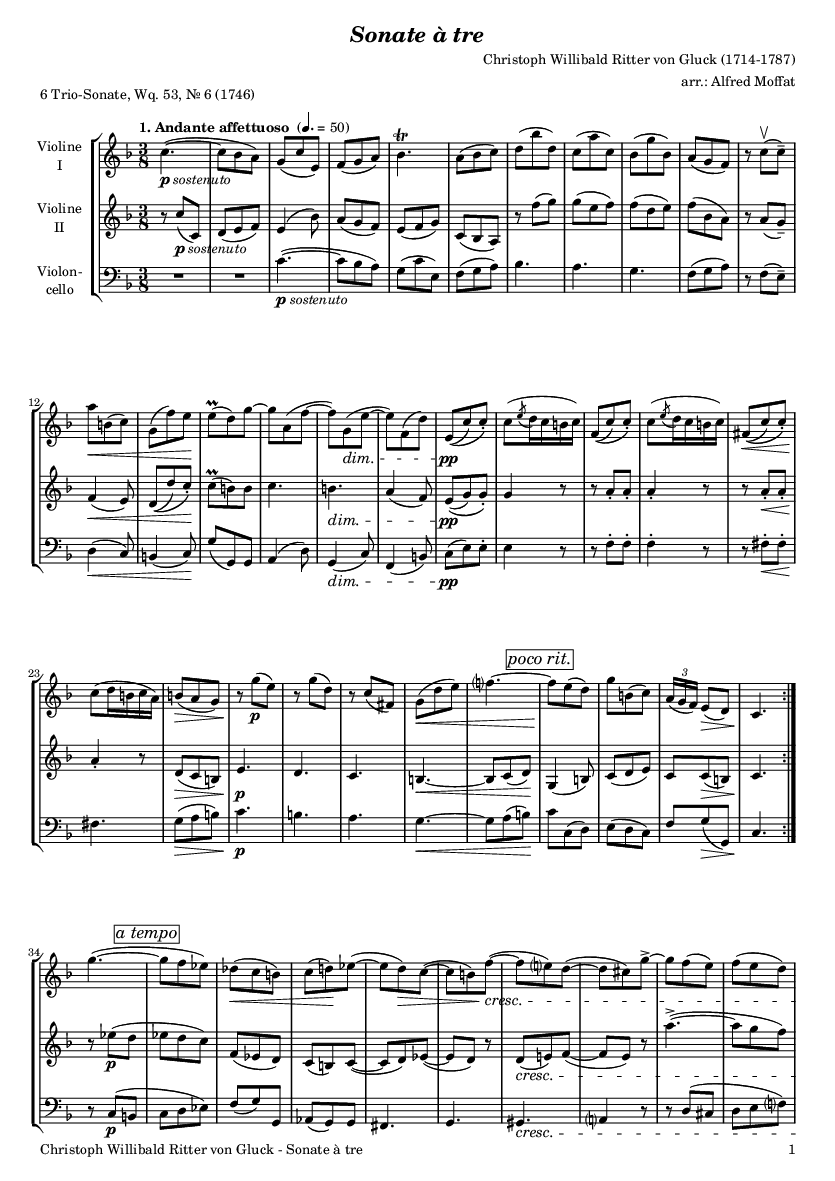 Sonate à tre
Christoph Willibald Ritter von Gluck (1714-1787)
arr.: Alfred Moffat
6 Trio-Sonate, Wq. 53, № 6 (1746)
1. Andante affettuoso (♩. = 50)
Violine I
p sostenuto
Violine II
p sostenuto
Violon-cello
p sostenuto
12
dim.
pp
dim.
pp
dim.
pp
23
poco rit.
3
p
p
p
34
a tempo
cresc.
p
cresc.
p
cresc.
Christoph Willibald Ritter von Gluck - Sonate à tre
1